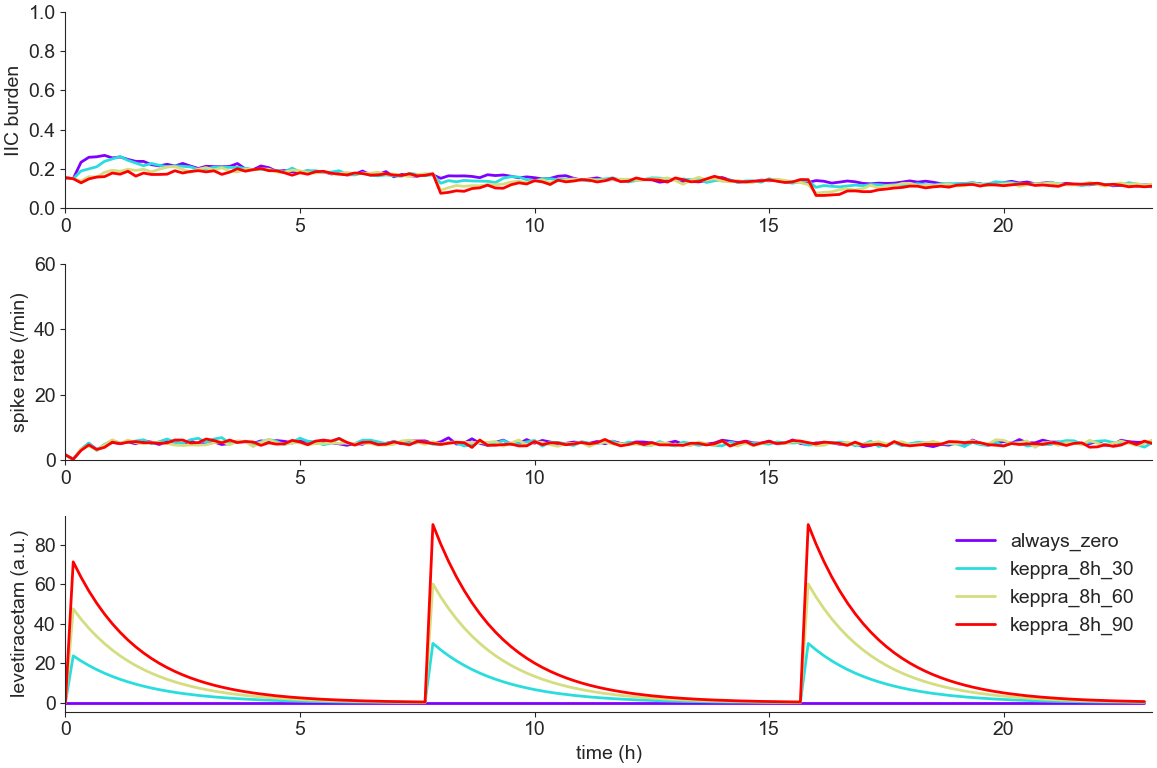 IIC burden
1.0
0.8
0.6
0.4
0.2
0.0
0 5 10 15 20
spike rate (/min)
60
40
20
0
0 5 10 15 20
levetiracetam (a.u.)
80
60
40
20
0
always_zero
keppra_8h_30
keppra_8h_60
keppra_8h_90
0 5 10 15 20
time (h)